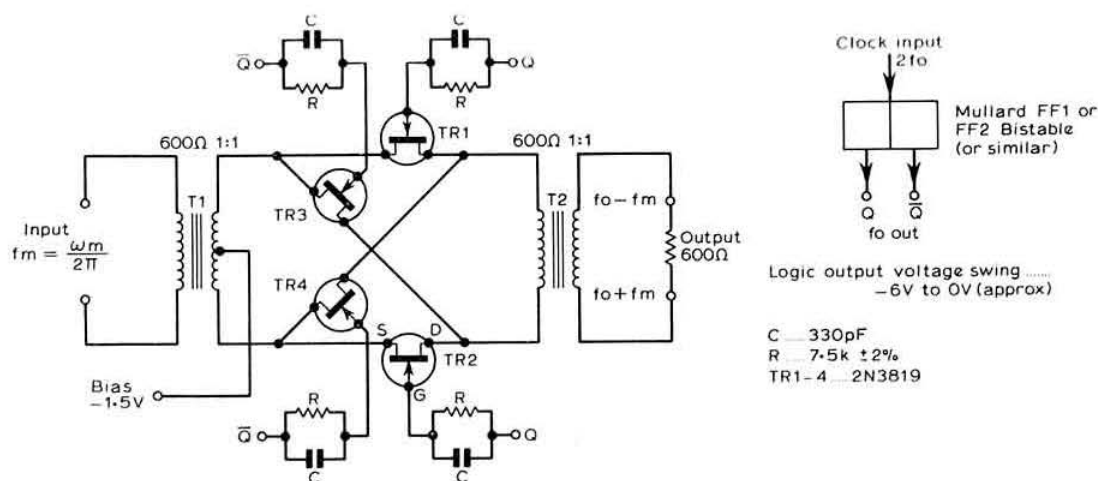 C
C
Q̅
Q
R
R
TR1
600Ω 1:1
600Ω 1:1
T1
TR3
T2
fo–fm
Input
fm = ωm
2Π
Output
600Ω
TR4
fo+fm
S
D
TR2
G
Bias
–1·5V
R
R
Q̅
Q
C
C
Clock input
2fo
Mullard FF1 or
FF2 Bistable
(or similar)
Q
Q̅
fo out
Logic output voltage swing ......
–6V to 0V (approx)
C ..... 330pF
R ..... 7·5k ±2%
TR1–4 .... 2N3819